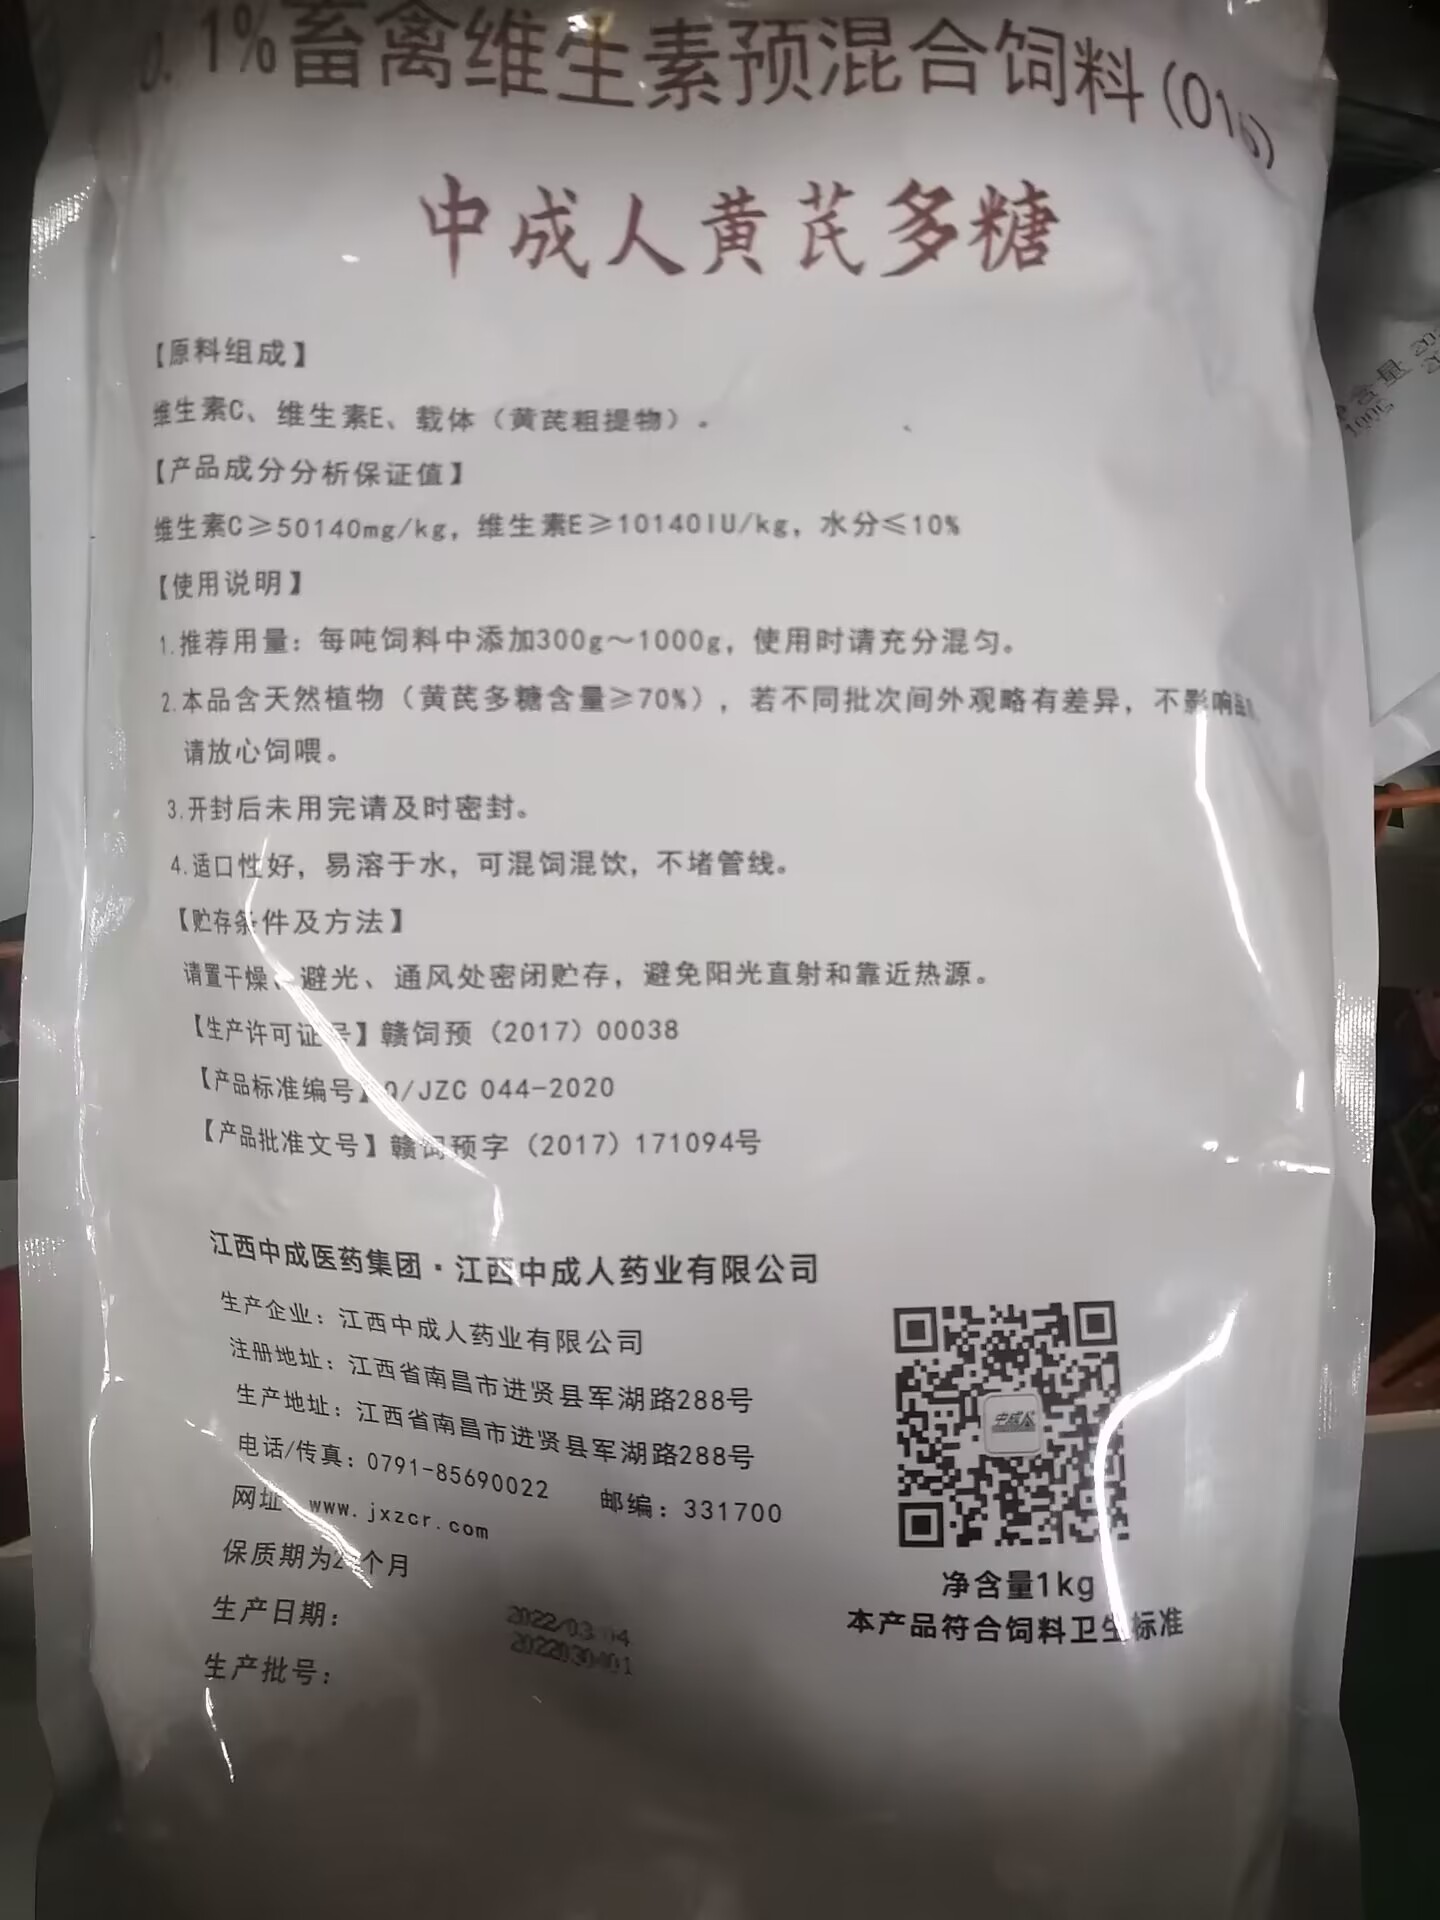 0.1%畜禽维生素预混合饲料(016)
中成人黄芪多糖
【原料组成】
维生素C、维生素E、载体（黄芪粗提物）。
【产品成分分析保证值】
维生素C≥50140mg/kg，维生素E≥10140IU/kg，水分≤10%
【使用说明】
1.推荐用量：每吨饲料中添加300g～1000g，使用时请充分混匀。
2.本品含天然植物（黄芪多糖含量≥70%），若不同批次间外观略有差异，不影响
请放心饲喂。
3.开封后未用完请及时密封。
4.适口性好，易溶于水，可混饲混饮，不堵管线。
【贮存条件及方法】
请置干燥、避光、通风处密闭贮存，避免阳光直射和靠近热源。
【生产许可证号】赣饲预（2017）00038
【产品标准编号】Q/JZC 044-2020
【产品批准文号】赣饲预字（2017）171094号
江西中成医药集团·江西中成人药业有限公司
生产企业：江西中成人药业有限公司
注册地址：江西省南昌市进贤县军湖路288号
生产地址：江西省南昌市进贤县军湖路288号
电话/传真：0791-85690022 邮编：331700
网址：www.jxzcr.com
保质期为 个月
生产日期： 2022/03/04
生产批号：
中成人
净含量1kg
本产品符合饲料卫生标准
含量
100g